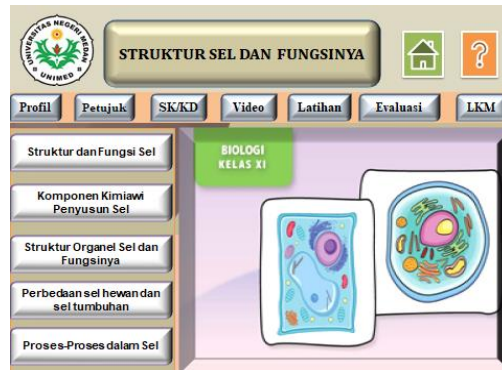 UNIVERSITAS NEGERI MEDAN
UNIMED
STRUKTUR SEL DAN FUNGSINYA
?
Profil
Petujuk
SK/KD
Video
Latihan
Evaluasi
LKM
Struktur dan Fungsi Sel
Komponen Kimiawi
Penyusun Sel
Struktur Organel Sel dan
Fungsinya
Perbedaan sel hewan dan
sel tumbuhan
Proses-Proses dalam Sel
BIOLOGI
KELAS XI